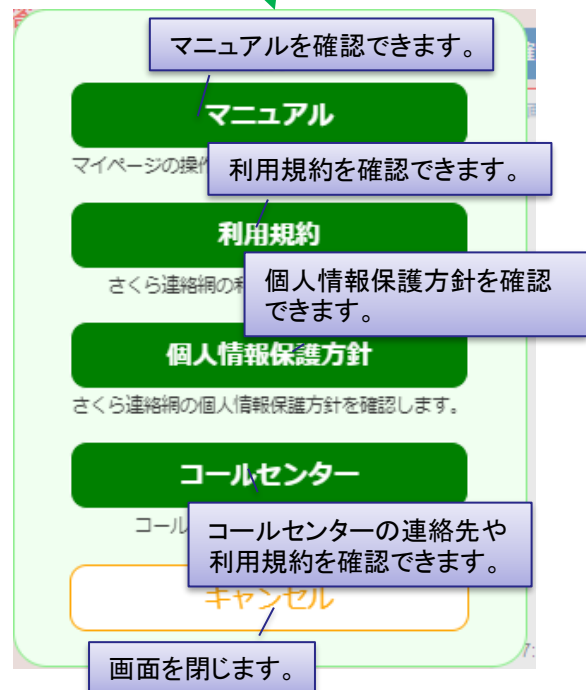 マニュアルを確認できます。
マニュアル
マイページの操作
利用規約を確認できます。
利用規約
さくら連絡網の利
個人情報保護方針を確認
できます。
個人情報保護方針
さくら連絡網の個人情報保護方針を確認します。
コールセンター
コール
コールセンターの連絡先や
利用規約を確認できます。
キャンセル
画面を閉じます。
7: